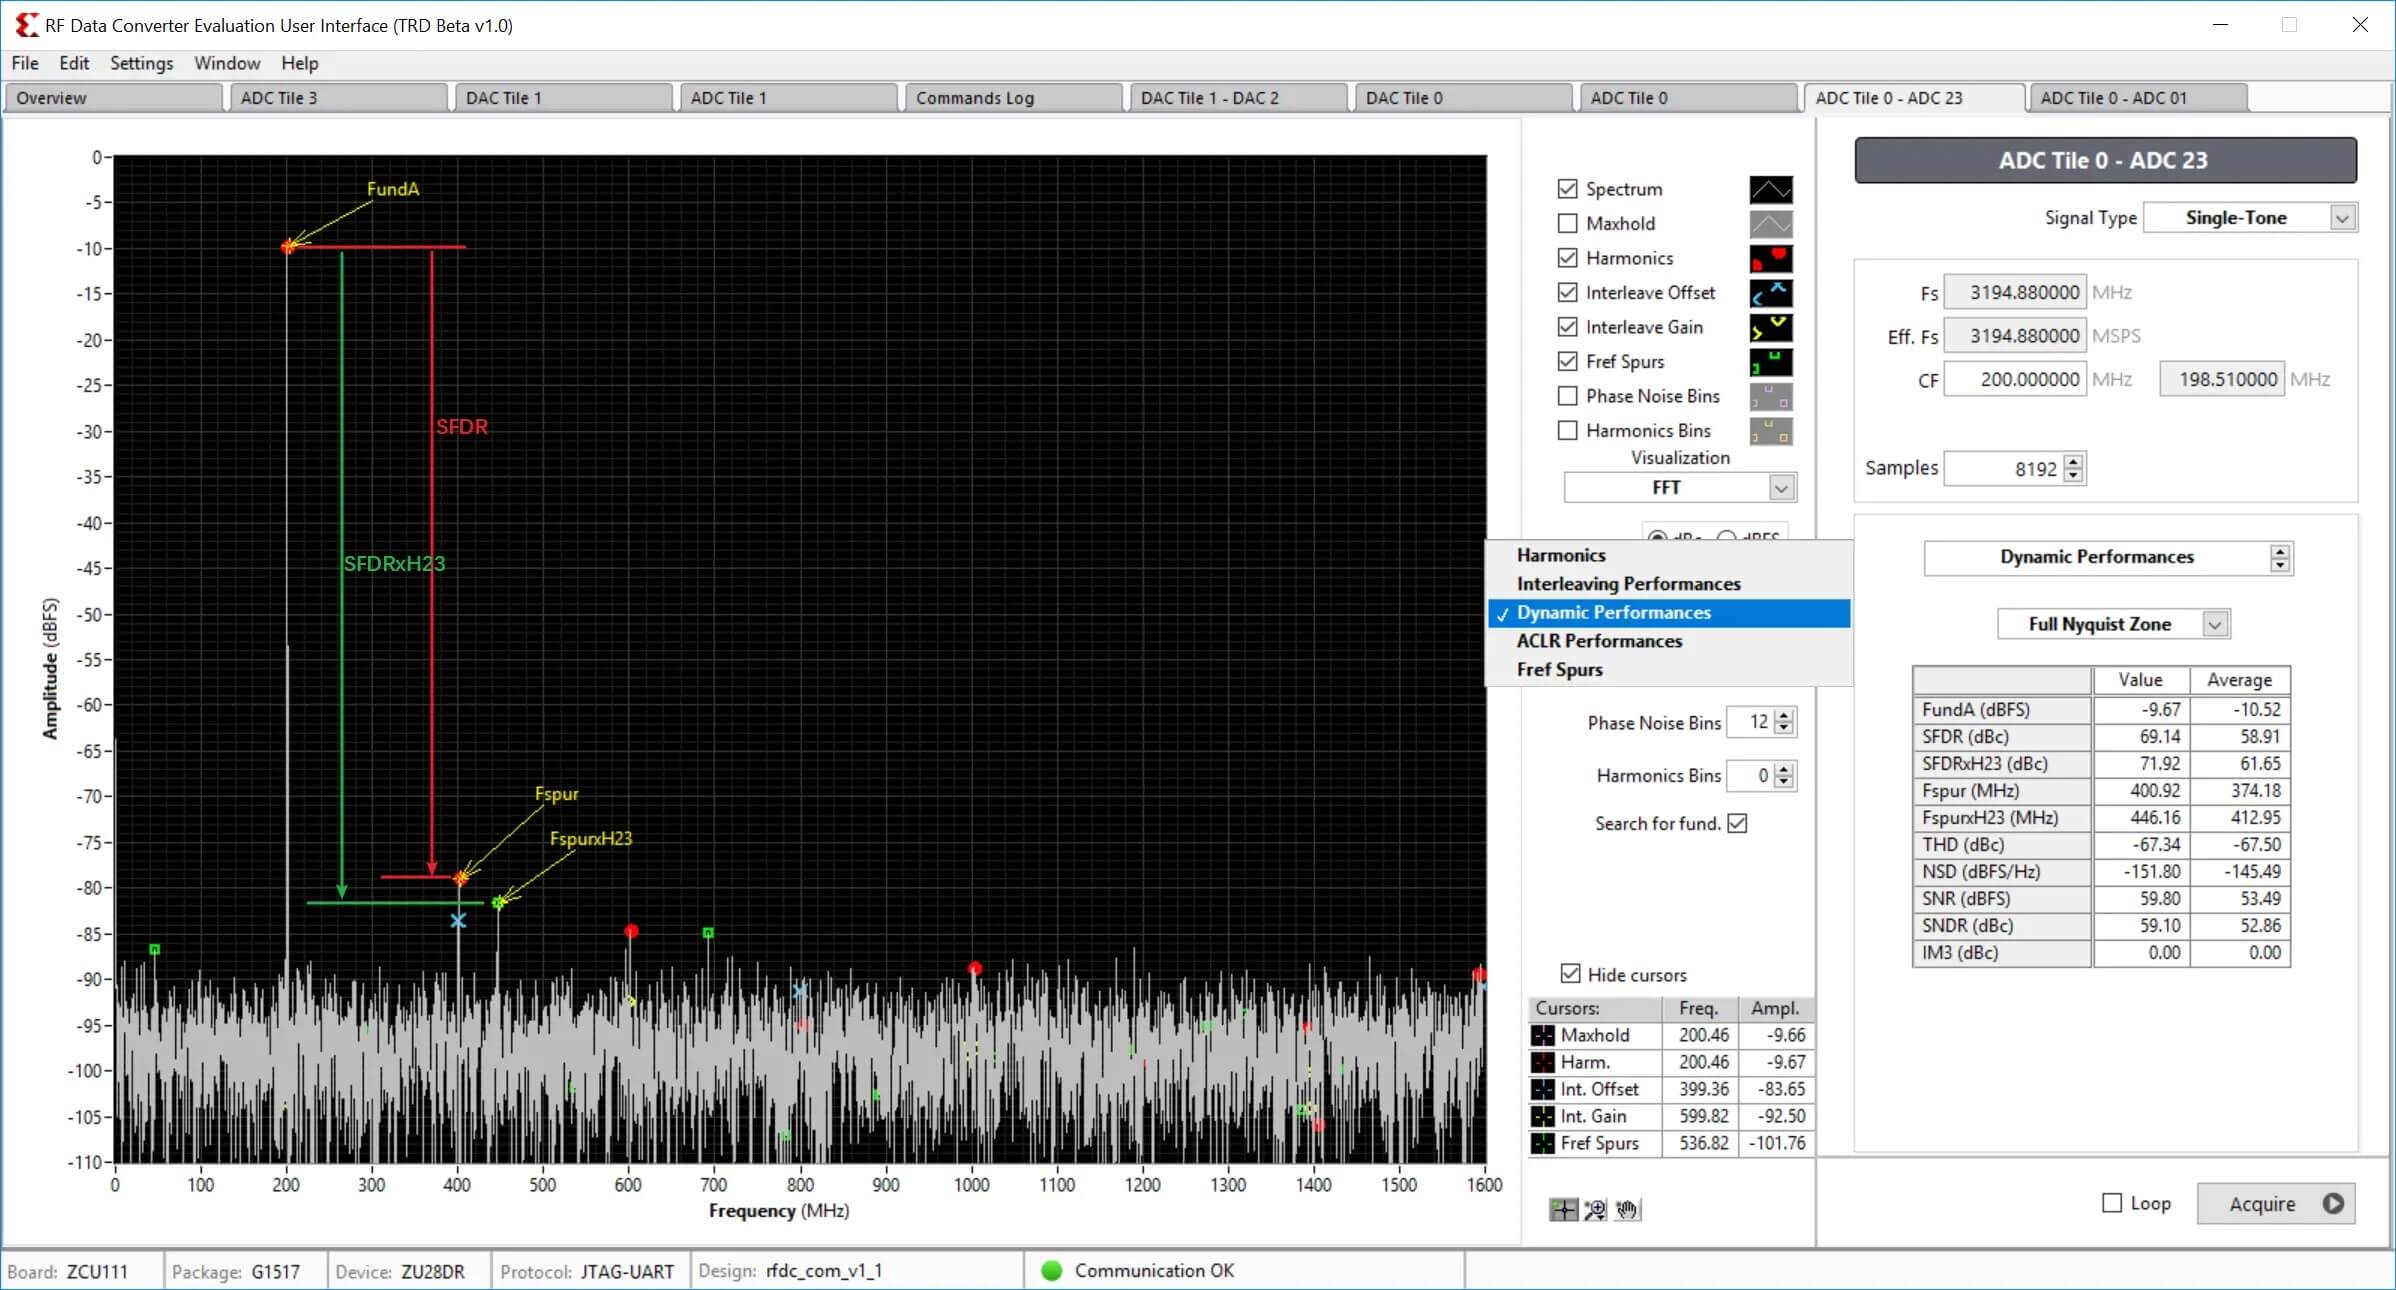 RF Data Converter Evaluation User Interface (TRD Beta v1.0)
File Edit Settings Window Help
Overview ADC Tile 3 DAC Tile 1 ADC Tile 1 Commands Log DAC Tile 1 - DAC 2 DAC Tile 0 ADC Tile 0 ADC Tile 0 - ADC 23 ADC Tile 0 - ADC 01
0
-5
-10
-15
-20
-25
-30
-35
-40
-45
-50
-55
-60
-65
-70
-75
-80
-85
-90
-95
-100
-105
-110
Amplitude (dBFS)
FundA
SFDR
SFDRxH23
Fspur
FspurxH23
0 100 200 300 400 500 600 700 800 900 1000 1100 1200 1300 1400 1500 1600
Frequency (MHz)
Spectrum
Maxhold
Harmonics
Interleave Offset
Interleave Gain
Fref Spurs
Phase Noise Bins
Harmonics Bins
Visualization
FFT
dBc dBFS
Harmonics
Interleaving Performances
✓ Dynamic Performances
ACLR Performances
Fref Spurs
Phase Noise Bins 12
Harmonics Bins 0
Search for fund.
Hide cursors
Cursors: Freq. Ampl.
Maxhold 200.46 -9.66
Harm. 200.46 -9.67
Int. Offset 399.36 -83.65
Int. Gain 599.82 -92.50
Fref Spurs 536.82 -101.76
ADC Tile 0 - ADC 23
Signal Type Single-Tone
Fs 3194.880000 MHz
Eff. Fs 3194.880000 MSPS
CF 200.000000 MHz 198.510000 MHz
Samples 8192
Dynamic Performances
Full Nyquist Zone
Value Average
FundA (dBFS) -9.67 -10.52
SFDR (dBc) 69.14 58.91
SFDRxH23 (dBc) 71.92 61.65
Fspur (MHz) 400.92 374.18
FspurxH23 (MHz) 446.16 412.95
THD (dBc) -67.34 -67.50
NSD (dBFS/Hz) -151.80 -145.49
SNR (dBFS) 59.80 53.49
SNDR (dBc) 59.10 52.86
IM3 (dBc) 0.00 0.00
Loop Acquire
Board: ZCU111 Package: G1517 Device: ZU28DR Protocol: JTAG-UART Design: rfdc_com_v1_1 Communication OK